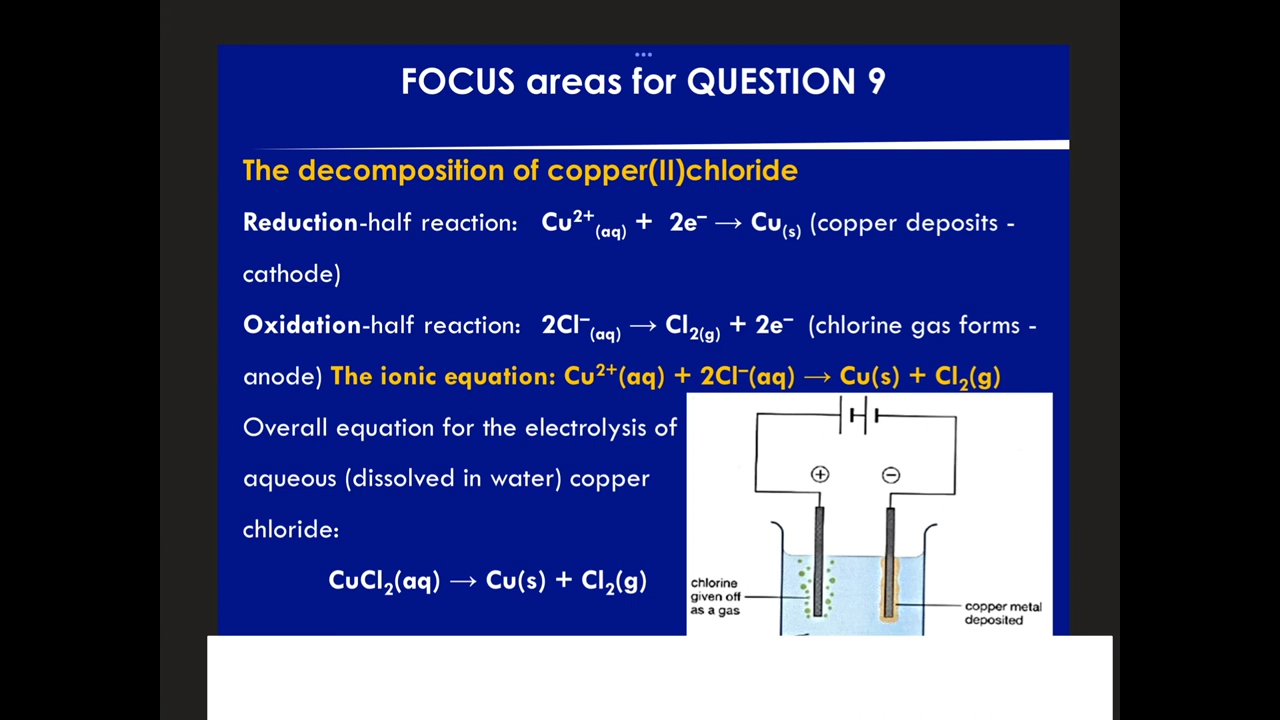 FOCUS areas for QUESTION 9
The decomposition of copper(II)chloride
Reduction-half reaction: Cu²⁺(aq) + 2e⁻ → Cu(s) (copper deposits -
cathode)
Oxidation-half reaction: 2Cl⁻(aq) → Cl₂(g) + 2e⁻ (chlorine gas forms -
anode) The ionic equation: Cu²⁺(aq) + 2Cl⁻(aq) → Cu(s) + Cl₂(g)
Overall equation for the electrolysis of
aqueous (dissolved in water) copper
chloride:
CuCl₂(aq) → Cu(s) + Cl₂(g)
+ −
chlorine
given off
as a gas
copper metal
deposited